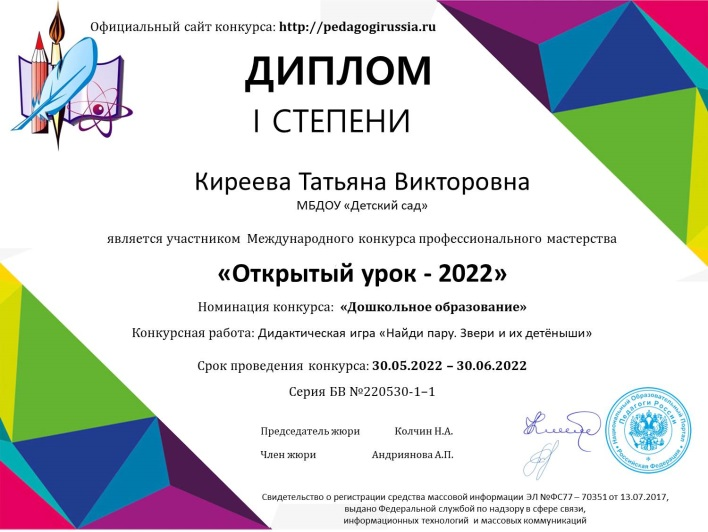 Официальный сайт конкурса: http://pedagogirussia.ru
ДИПЛОМ
I СТЕПЕНИ
Киреева Татьяна Викторовна
МБДОУ «Детский сад»
является участником Международного конкурса профессионального мастерства
«Открытый урок - 2022»
Номинация конкурса: «Дошкольное образование»
Конкурсная работа: Дидактическая игра «Найди пару. Звери и их детёныши»
Срок проведения конкурса: 30.05.2022 – 30.06.2022
Серия БВ №220530-1–1
Председатель жюри Колчин Н.А.
Член жюри Андриянова А.П.
Педагоги России
Российская Федерация
Свидетельство о регистрации средства массовой информации ЭЛ №ФС77 – 70351 от 13.07.2017,
выдано Федеральной службой по надзору в сфере связи,
информационных технологий и массовых коммуникаций